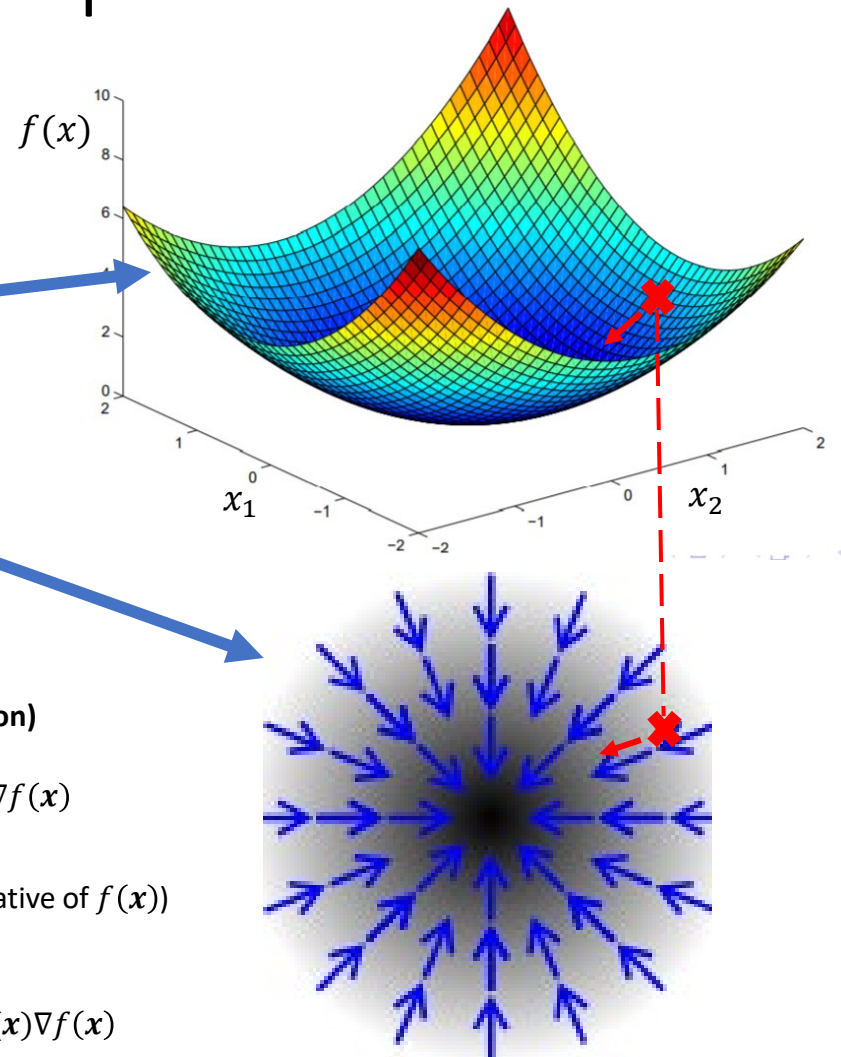 10
f(x)
8
6
4
2
0
2
1
0
x₁
−1
−2
−2
−1
0
x₂
1
2
on)
∇f(𝒙)
ative of f(𝒙))
(𝒙)∇f(𝒙)